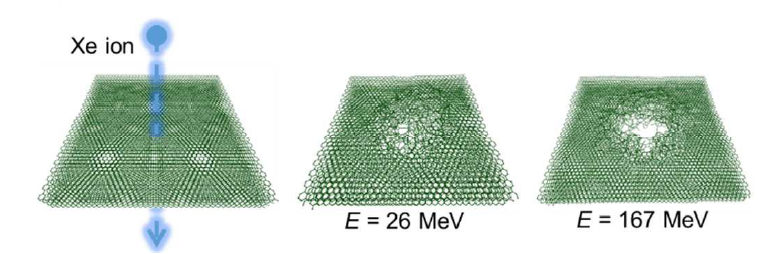 Xe ion
E = 26 MeV
E = 167 MeV